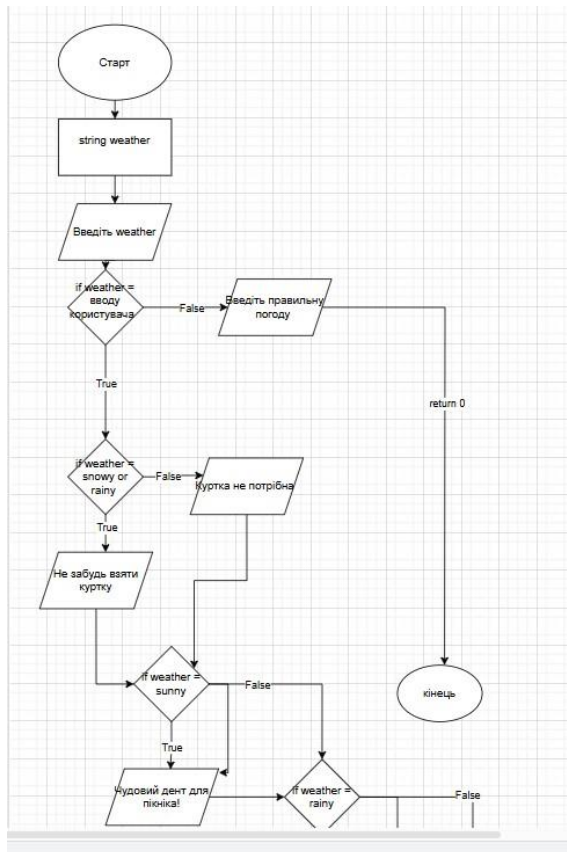 Старт
string weather
Введіть weather
if weather =
вводу
користувача
False
Введіть правильну
погоду
True
return 0
if weather =
snowy or
rainy
False
Куртка не потрібна
True
Не забудь взяти
куртку
if weather =
sunny
False
кінець
True
Чудовий дент для
пікніка!
if weather =
rainy
False